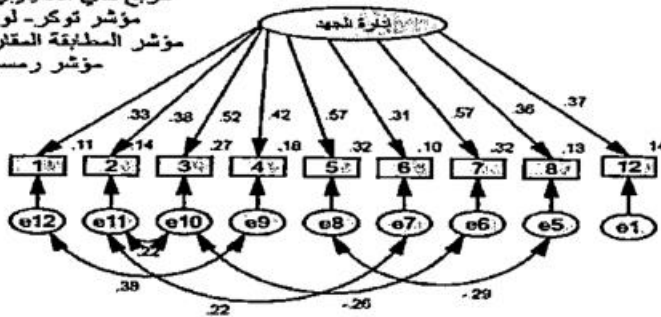 مؤشر توكر- لو
مؤشر المطابقة المقار
مؤشر رمس
إدارة الجهد
.33 .38 .52 .42 .57 .31 .57 .36 .37
.11 .14 .27 .18 .32 .10 .32 .13 14
1 2 3 4 5 6 7 8 12
e12 e11 e10 e9 e8 e7 e6 e5 e1
.22
.39 .22 -.26 -.29